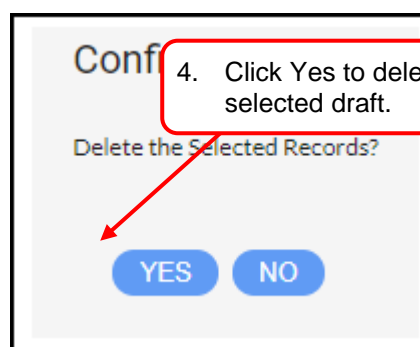 Confi
4. Click Yes to dele
selected draft.
Delete the Selected Records?
YES NO